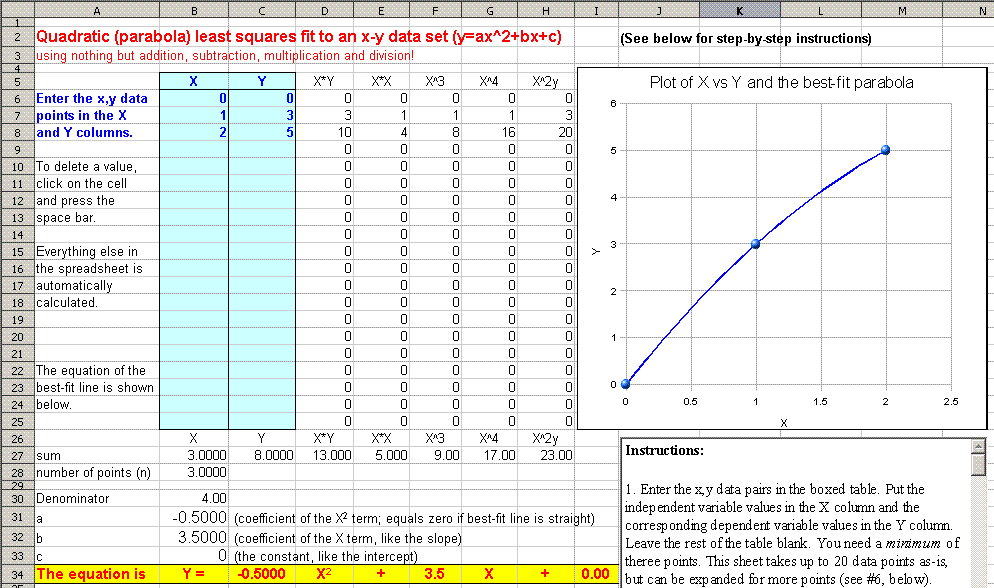 A B C D E F G H I J K L M N
1
2 Quadratic (parabola) least squares fit to an x-y data set (y=ax^2+bx+c) (See below for step-by-step instructions)
3 using nothing but addition, subtraction, multiplication and division!
4
5 X Y X*Y X*X X^3 X^4 X^2y
6 Enter the x,y data 0 0 0 0 0 0 0
7 points in the X 1 3 3 1 1 1 3
8 and Y columns. 2 5 10 4 8 16 20
9 0 0 0 0 0
10 To delete a value, 0 0 0 0 0
11 click on the cell 0 0 0 0 0
12 and press the 0 0 0 0 0
13 space bar. 0 0 0 0 0
14 0 0 0 0 0
15 Everything else in 0 0 0 0 0
16 the spreadsheet is 0 0 0 0 0
17 automatically 0 0 0 0 0
18 calculated. 0 0 0 0 0
19 0 0 0 0 0
20 0 0 0 0 0
21 0 0 0 0 0
22 The equation of the 0 0 0 0 0
23 best-fit line is shown 0 0 0 0 0
24 below. 0 0 0 0 0
25 0 0 0 0 0
26 X Y X*Y X*X X^3 X^4 X^2y
27 sum 3.0000 8.0000 13.000 5.000 9.00 17.00 23.00
28 number of points (n) 3.0000
29
30 Denominator 4.00
31 a -0.5000 (coefficient of the X² term; equals zero if best-fit line is straight)
32 b 3.5000 (coefficient of the X term, like the slope)
33 c 0 (the constant, like the intercept)
34 The equation is Y = -0.5000 X² + 3.5 X + 0.00
Plot of X vs Y and the best-fit parabola
6
5
4
3
2
1
0
Y
0 0.5 1 1.5 2 2.5
X
Instructions:
1. Enter the x,y data pairs in the boxed table. Put the
independent variable values in the X column and the
corresponding dependent variable values in the Y column.
Leave the rest of the table blank. You need a minimum of
theree points. This sheet takes up to 20 data points as-is,
but can be expanded for more points (see #6, below).